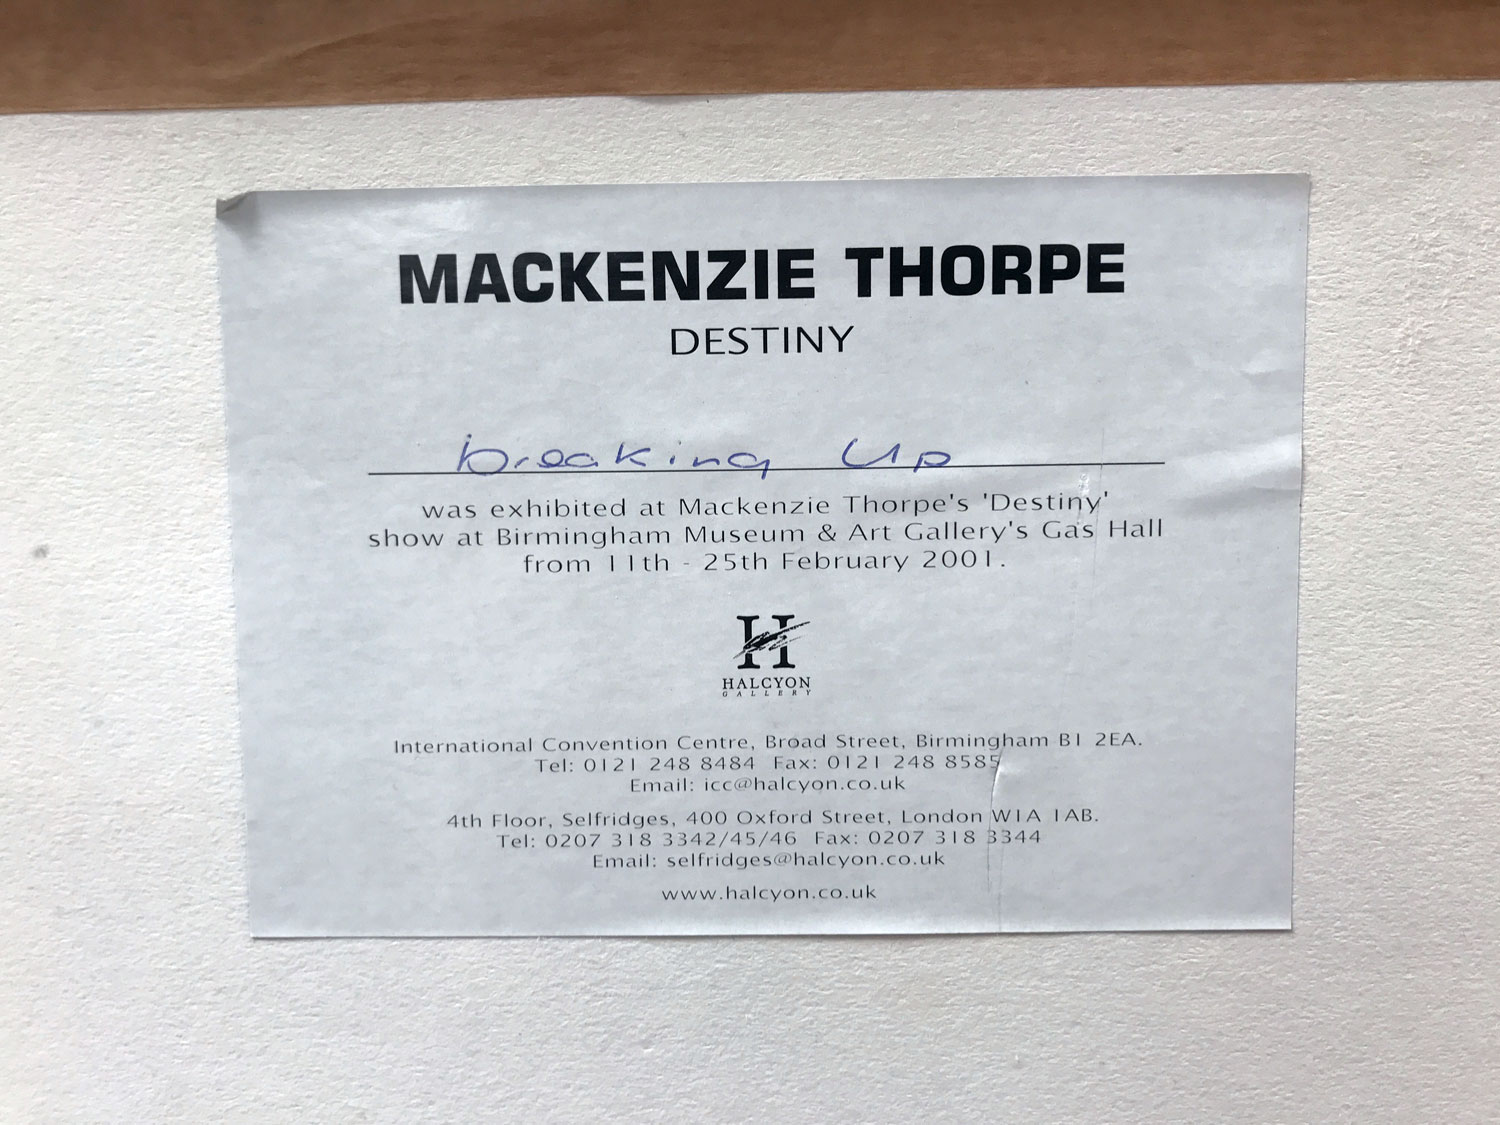 MACKENZIE THORPE
DESTINY
breaking up
was exhibited at Mackenzie Thorpe's 'Destiny'
show at Birmingham Museum & Art Gallery's Gas Hall
from 11th - 25th February 2001.
H
HALCYON
GALLERY
International Convention Centre, Broad Street, Birmingham B1 2EA.
Tel: 0121 248 8484 Fax: 0121 248 8585
Email: icc@halcyon.co.uk
4th Floor, Selfridges, 400 Oxford Street, London W1A 1AB.
Tel: 0207 318 3342/45/46 Fax: 0207 318 3344
Email: selfridges@halcyon.co.uk
www.halcyon.co.uk